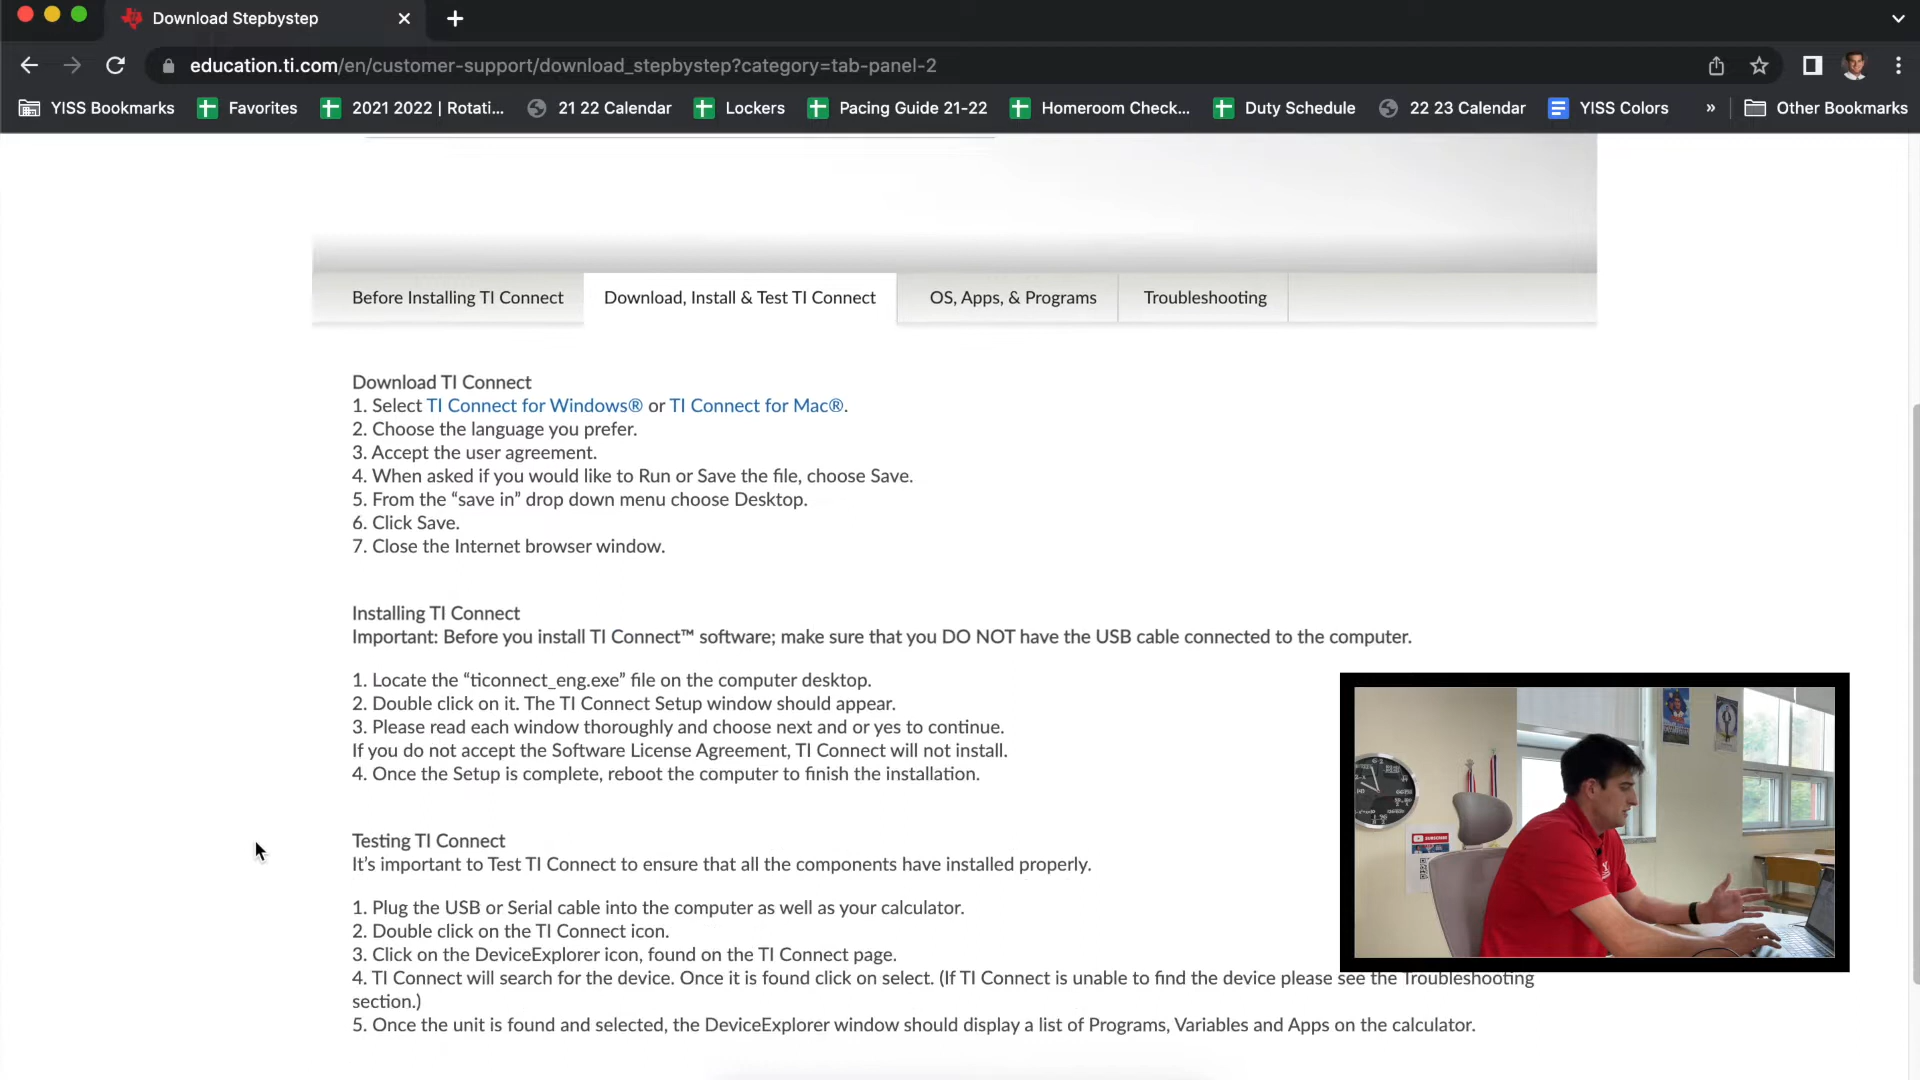 Download Stepbystep
education.ti.com/en/customer-support/download_stepbystep?category=tab-panel-2
YISS Bookmarks Favorites 2021 2022 | Rotati... 21 22 Calendar Lockers Pacing Guide 21-22 Homeroom Check... Duty Schedule 22 23 Calendar YISS Colors » Other Bookmarks
Before Installing TI Connect Download, Install & Test TI Connect OS, Apps, & Programs Troubleshooting
Download TI Connect
1. Select TI Connect for Windows® or TI Connect for Mac®.
2. Choose the language you prefer.
3. Accept the user agreement.
4. When asked if you would like to Run or Save the file, choose Save.
5. From the “save in” drop down menu choose Desktop.
6. Click Save.
7. Close the Internet browser window.
Installing TI Connect
Important: Before you install TI Connect™ software; make sure that you DO NOT have the USB cable connected to the computer.
1. Locate the “ticonnect_eng.exe” file on the computer desktop.
2. Double click on it. The TI Connect Setup window should appear.
3. Please read each window thoroughly and choose next and or yes to continue.
If you do not accept the Software License Agreement, TI Connect will not install.
4. Once the Setup is complete, reboot the computer to finish the installation.
Testing TI Connect
It’s important to Test TI Connect to ensure that all the components have installed properly.
1. Plug the USB or Serial cable into the computer as well as your calculator.
2. Double click on the TI Connect icon.
3. Click on the DeviceExplorer icon, found on the TI Connect page.
4. TI Connect will search for the device. Once it is found click on select. (If TI Connect is unable to find the device please see the Troubleshooting
section.)
5. Once the unit is found and selected, the DeviceExplorer window should display a list of Programs, Variables and Apps on the calculator.
SUBSCRIBE